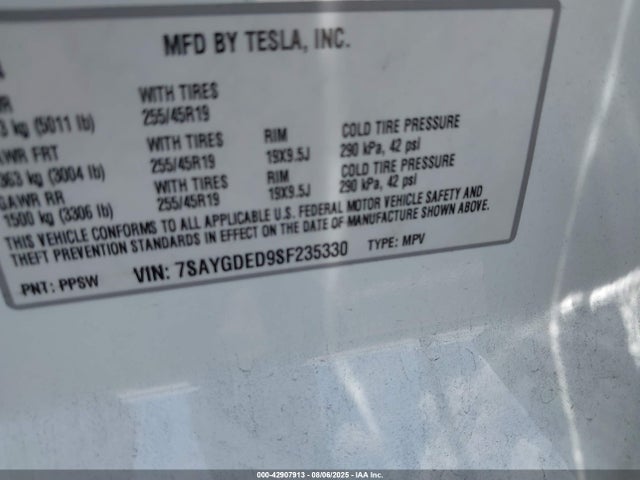 MFD BY TESLA, INC.
WITH TIRES
255/45R19
3 kg (5011 lb)
WR FRT WITH TIRES RIM COLD TIRE PRESSURE
363 kg (3004 lb) 255/45R19 19X9.5J 290 kPa, 42 psi
GAWR RR WITH TIRES RIM COLD TIRE PRESSURE
1500 kg (3306 lb) 255/45R19 19X9.5J 290 kPa, 42 psi
THIS VEHICLE CONFORMS TO ALL APPLICABLE U.S. FEDERAL MOTOR VEHICLE SAFETY AND
THEFT PREVENTION STANDARDS IN EFFECT ON THE DATE OF MANUFACTURE SHOWN ABOVE.
PNT: PPSW VIN: 7SAYGDED9SF235330 TYPE: MPV
000-42907913 - 08/06/2025 - IAA Inc.